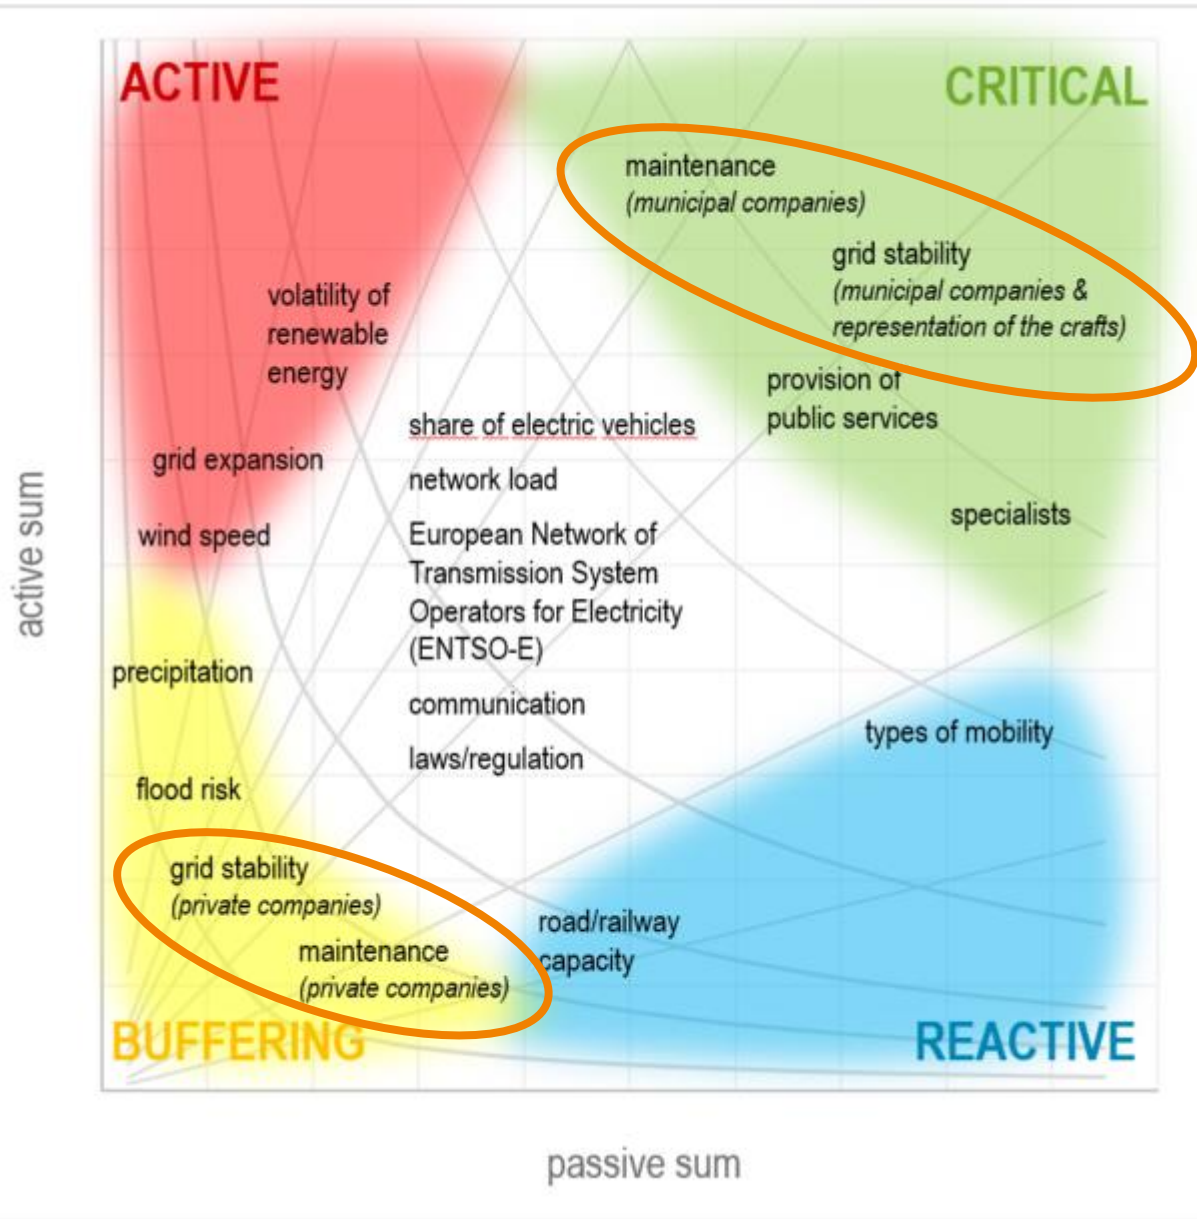 ACTIVE
CRITICAL
maintenance
(municipal companies)
grid stability
(municipal companies &
representation of the crafts)
volatility of
renewable
energy
provision of
public services
share of electric vehicles
grid expansion
network load
specialists
wind speed
European Network of
Transmission System
Operators for Electricity
(ENTSO-E)
active sum
precipitation
communication
types of mobility
laws/regulation
flood risk
grid stability
(private companies)
maintenance
(private companies)
road/railway
capacity
BUFFERING
REACTIVE
passive sum